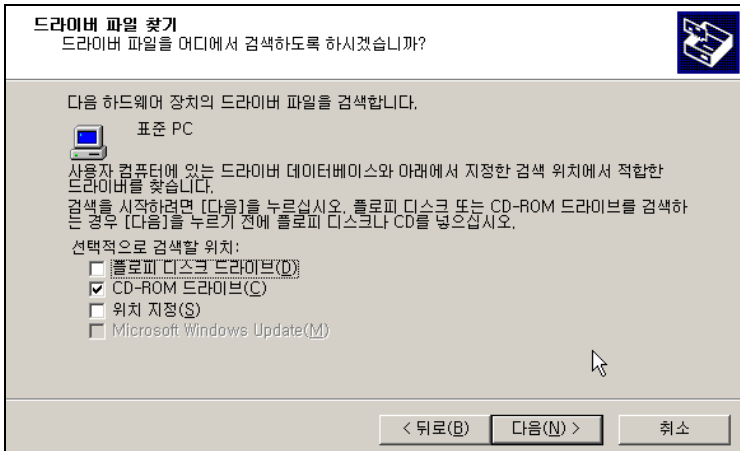 드라이버 파일 찾기
드라이버 파일을 어디에서 검색하도록 하시겠습니까?
다음 하드웨어 장치의 드라이버 파일을 검색합니다.
표준 PC
사용자 컴퓨터에 있는 드라이버 데이터베이스와 아래에서 지정한 검색 위치에서 적합한
드라이버를 찾습니다.
검색을 시작하려면 [다음]을 누르십시오. 플로피 디스크 또는 CD-ROM 드라이브를 검색하
는 경우 [다음]을 누르기 전에 플로피 디스크나 CD를 넣으십시오.
선택적으로 검색할 위치:
플로피 디스크 드라이브(D)
CD-ROM 드라이브(C)
위치 지정(S)
Microsoft Windows Update(M)
< 뒤로(B) 다음(N) > 취소